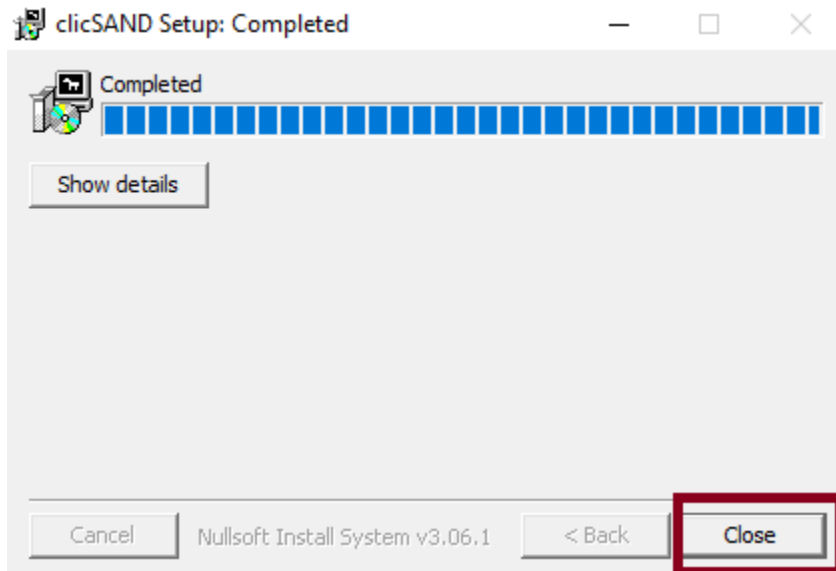 clicSAND Setup: Completed
Completed
Show details
Cancel
Nullsoft Install System v3.06.1
< Back
Close